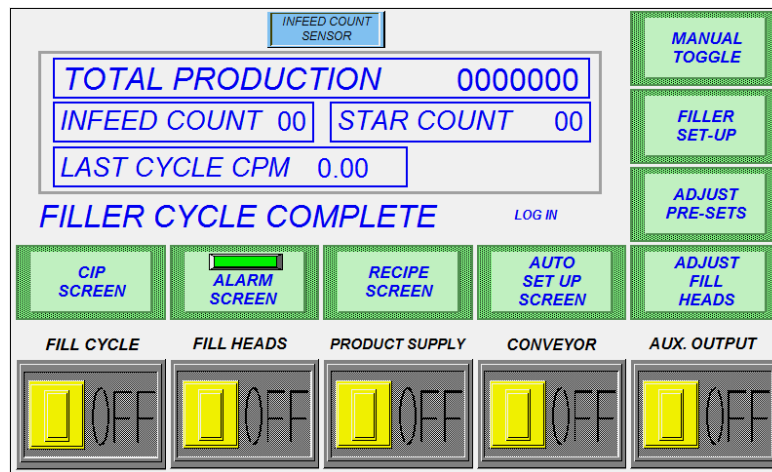 INFEED COUNT
SENSOR
MANUAL
TOGGLE
TOTAL PRODUCTION 0000000
INFEED COUNT 00 STAR COUNT 00
FILLER
SET-UP
LAST CYCLE CPM 0.00
ADJUST
PRE-SETS
FILLER CYCLE COMPLETE LOG IN
CIP
SCREEN
ALARM
SCREEN
RECIPE
SCREEN
AUTO
SET UP
SCREEN
ADJUST
FILL
HEADS
FILL CYCLE FILL HEADS PRODUCT SUPPLY CONVEYOR AUX. OUTPUT
OFF OFF OFF OFF OFF